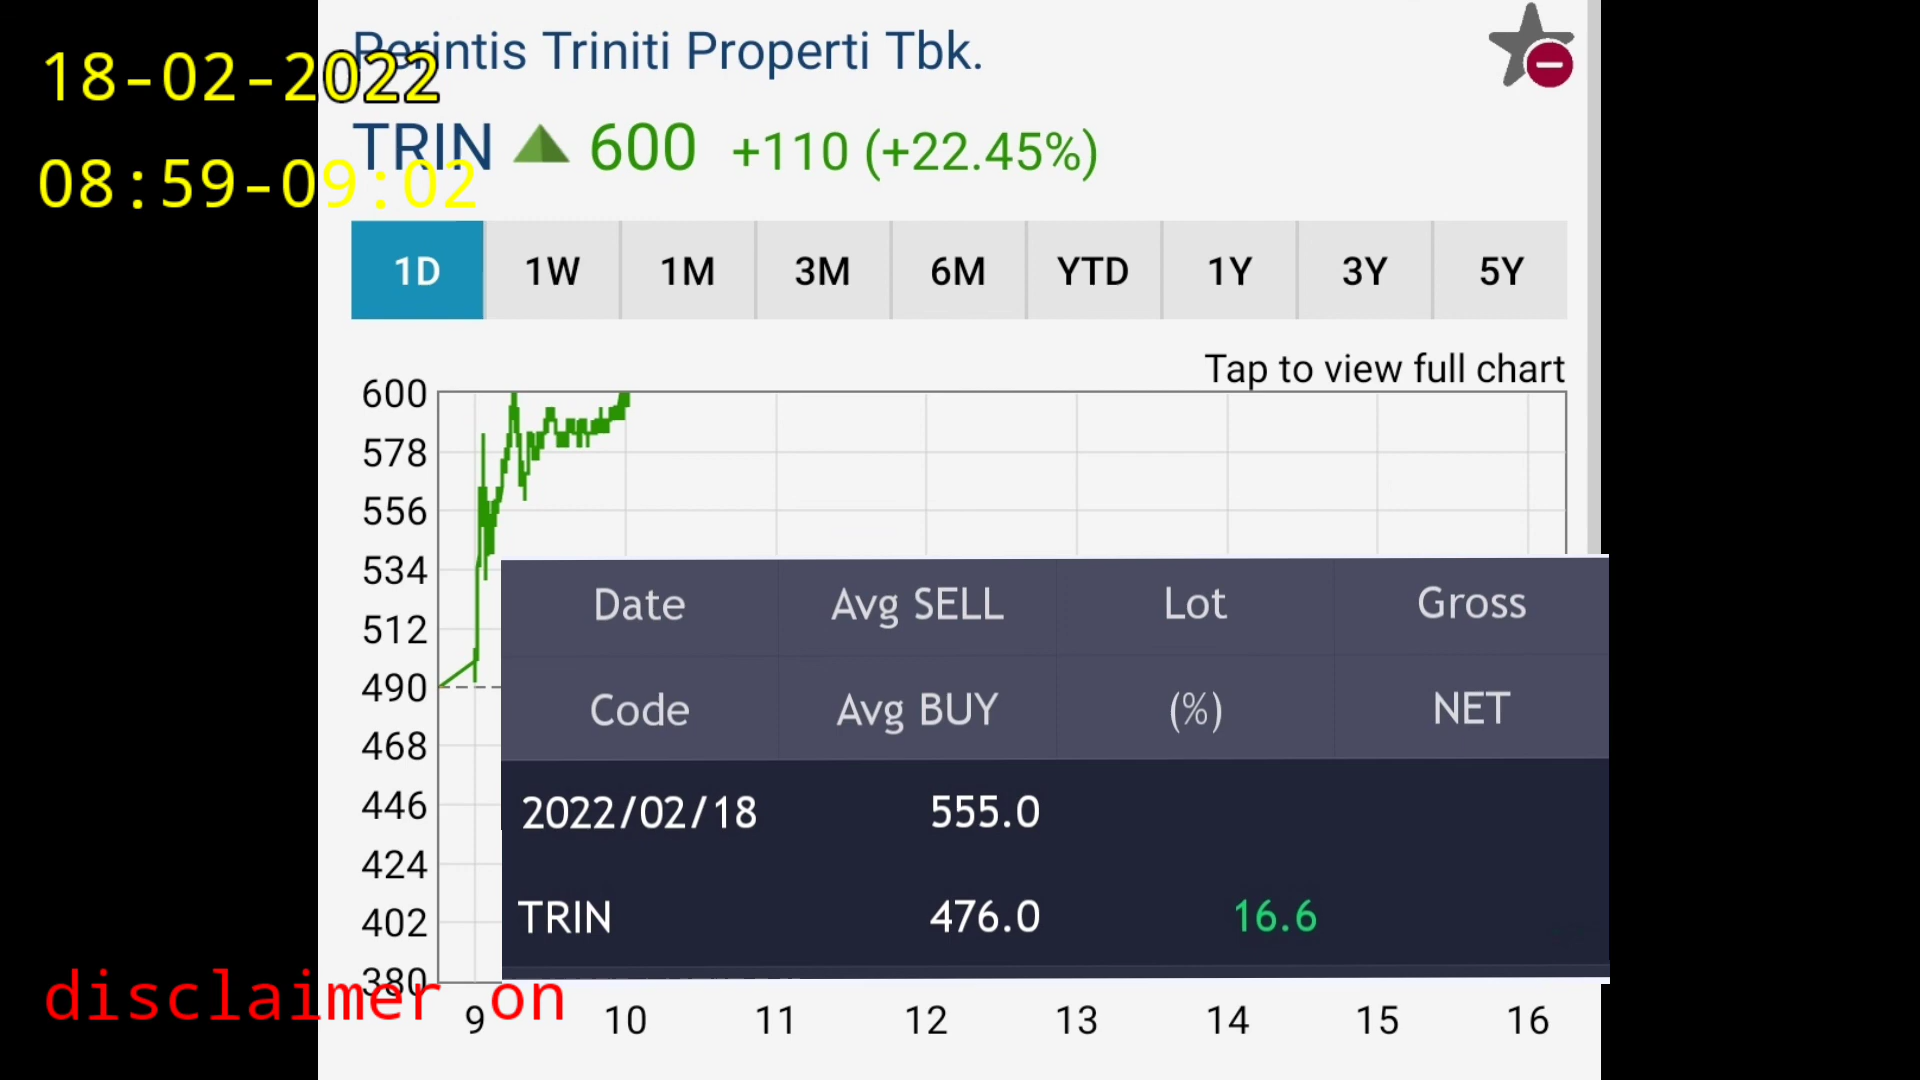 Perintis Triniti Properti Tbk.
18-02-2022
TRIN 600 +110 (+22.45%)
08:59-09:02
1D 1W 1M 3M 6M YTD 1Y 3Y 5Y
Tap to view full chart
600
578
556
534
512
490
468
446
424
402
380
Date Avg SELL Lot Gross
Code Avg BUY (%) NET
2022/02/18 555.0
TRIN 476.0 16.6
disclaimer on
9 10 11 12 13 14 15 16